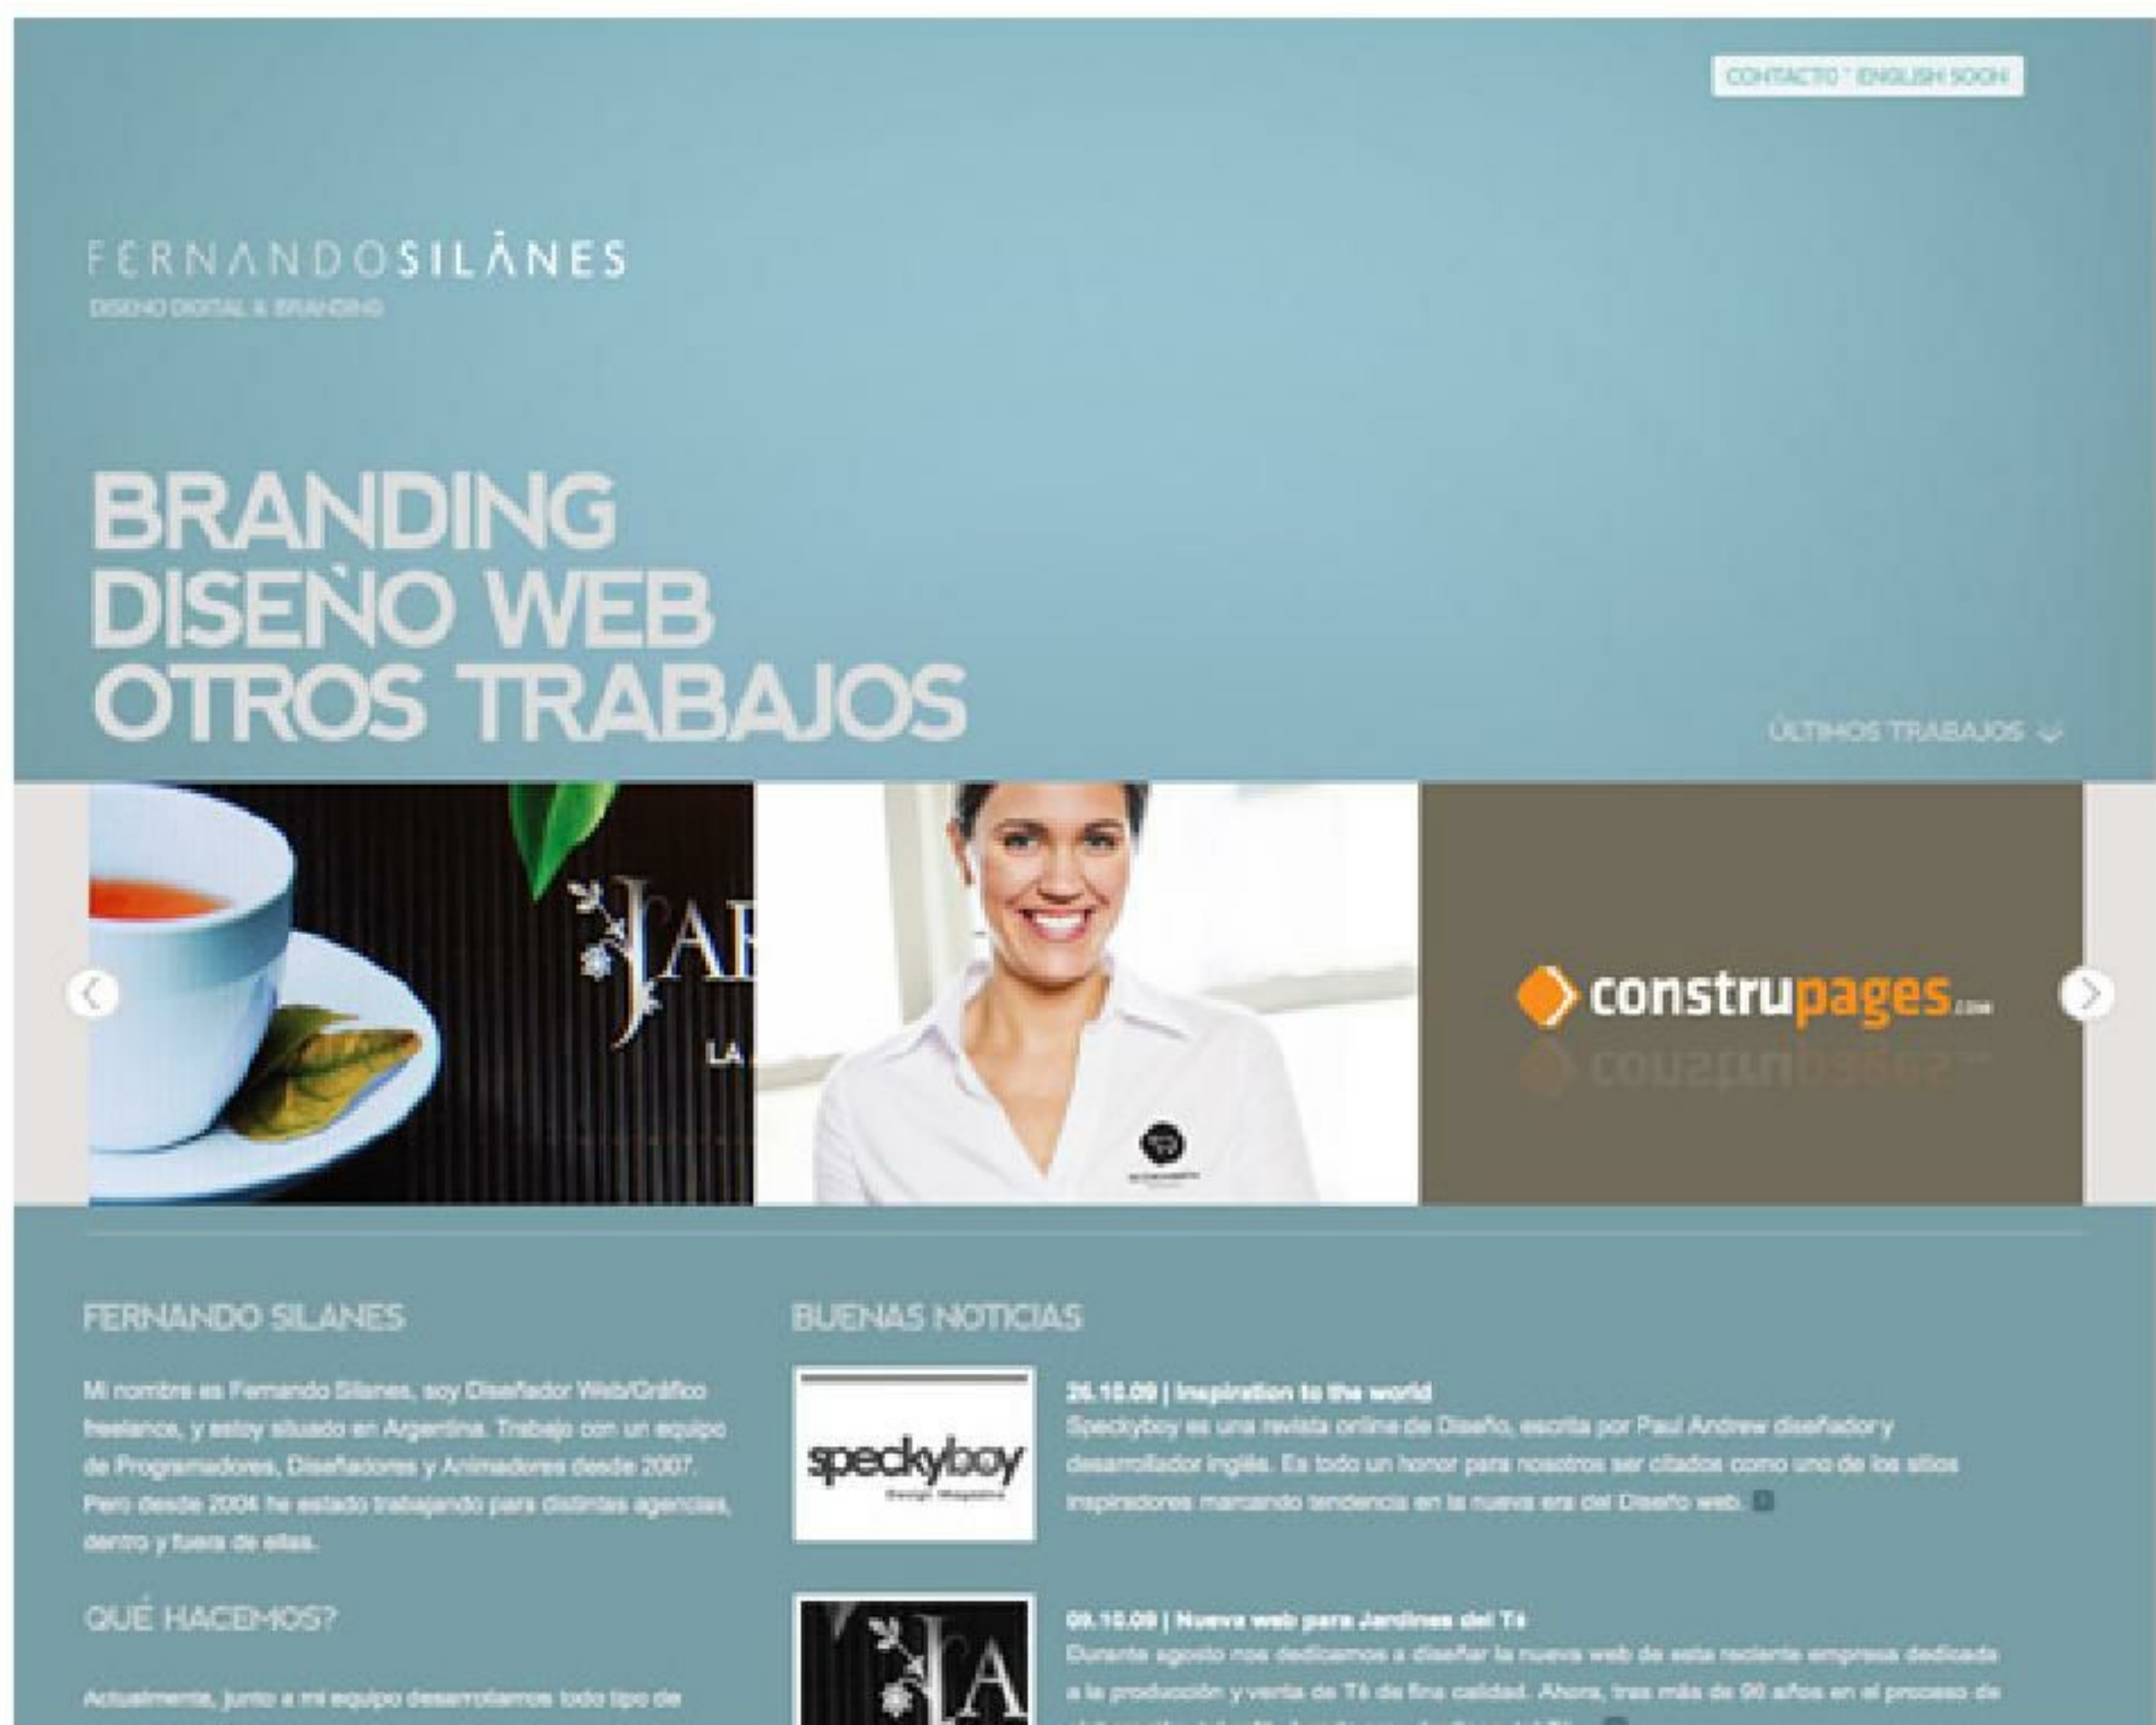 CONTACTO * ENGLISH SOON
FERNANDOSILANES
DISEÑO DIGITAL & BRANDING
BRANDING
DISEÑO WEB
OTROS TRABAJOS
ÚLTIMOS TRABAJOS
JAR
LA
construpages.com
FERNANDO SILANES
Mi nombre es Fernando Silanes, soy Diseñador Web/Gráfico
freelance, y estoy situado en Argentina. Trabajo con un equipo
de Programadores, Diseñadores y Animadores desde 2007.
Pero desde 2004 he estado trabajando para distintas agencias,
dentro y fuera de ellas.
QUÉ HACEMOS?
Actualmente, junto a mi equipo desarrollamos todo tipo de
BUENAS NOTICIAS
speckyboy
Design Magazine
26.10.09 | Inspiration to the world
Speckyboy es una revista online de Diseño, escrita por Paul Andrew diseñador y
desarrollador inglés. Es todo un honor para nosotros ser citados como uno de los sitios
inspiradores marcando tendencia en la nueva era del Diseño web.
JA
09.10.09 | Nueva web para Jardines del Té
Durante agosto nos dedicamos a diseñar la nueva web de esta reciente empresa dedicada
a la producción y venta de Té de fina calidad. Ahora, tras más de 90 años en el proceso de